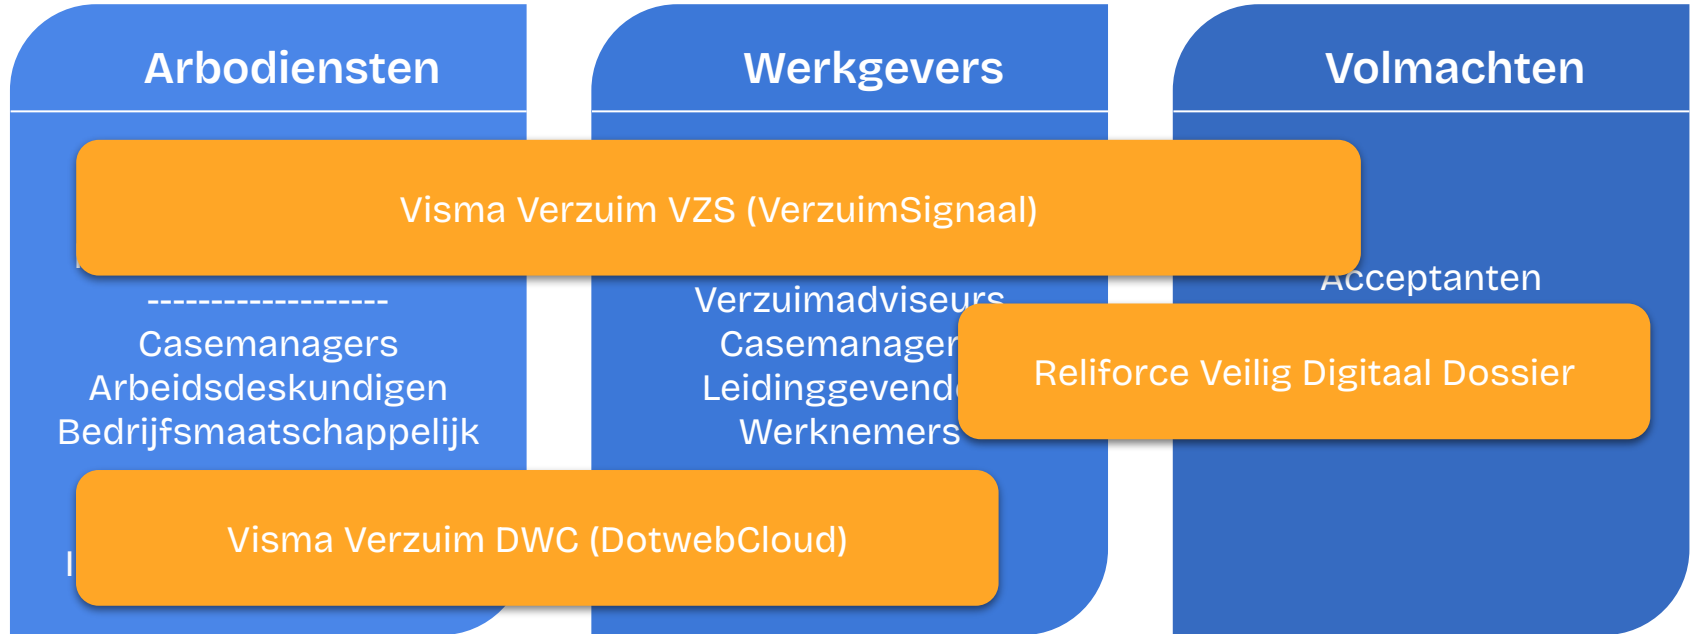 Arbodiensten
Werkgevers
Volmachten
Visma Verzuim VZS (VerzuimSignaal)
-------------------
Casemanagers
Arbeidsdeskundigen
Bedrijfsmaatschappelijk
Verzuimadviseurs
Casemanager
Leidinggevend
Werknemers
Acceptanten
Reliforce Veilig Digitaal Dossier
Visma Verzuim DWC (DotwebCloud)